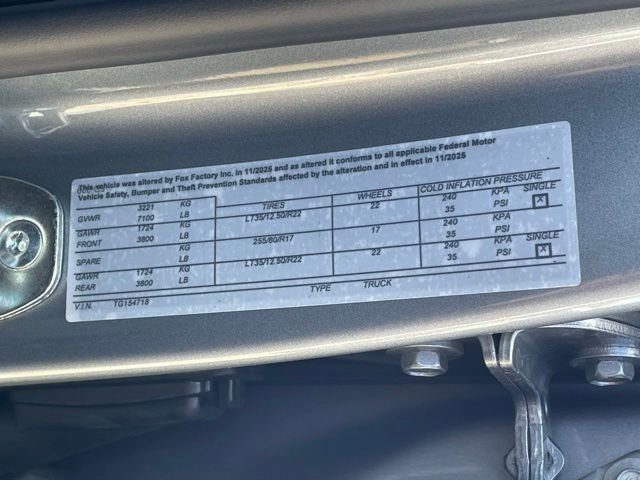 This vehicle was altered by Fox Factory Inc. in 11/2025 and as altered it conforms to all applicable Federal Motor
Vehicle Safety, Bumper and Theft Prevention Standards affected by the alteration and in effect in 11/2025
GVWR 3221 KG TIRES WHEELS COLD INFLATION PRESSURE
7100 LB LT35/12.50/R22 22 240 KPA SINGLE
GAWR 1724 KG 35 PSI X
FRONT 3800 LB 255/80/R17 17 240 KPA
SPARE KG 35 PSI
LB LT35/12.50/R22 22 240 KPA SINGLE
GAWR 1724 KG 35 PSI X
REAR 3800 LB
V.I.N. TG154718 TYPE TRUCK